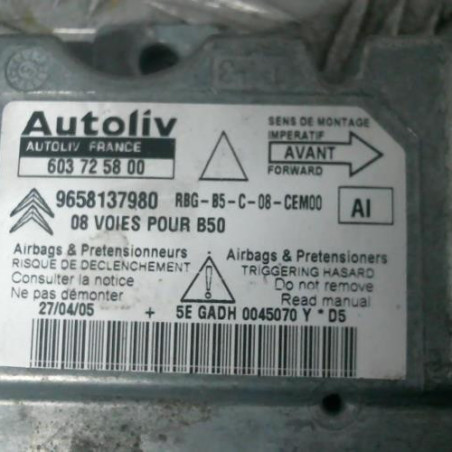 Autoliv
AUTOLIV FRANCE
603 72 58 00
SENS DE MONTAGE
IMPERATIF
AVANT
FORWARD
9658137980 RBG-B5-C-08-CEM00
AI
08 VOIES POUR B50
Airbags & Pretensionneurs
RISQUE DE DECLENCHEMENT
Consulter la notice
Ne pas démonter
Airbags & Pretensioners
TRIGGERING HASARD
Do not remove
Read manual
!
27/04/05 + 5E GADH 0045070 Y * D5